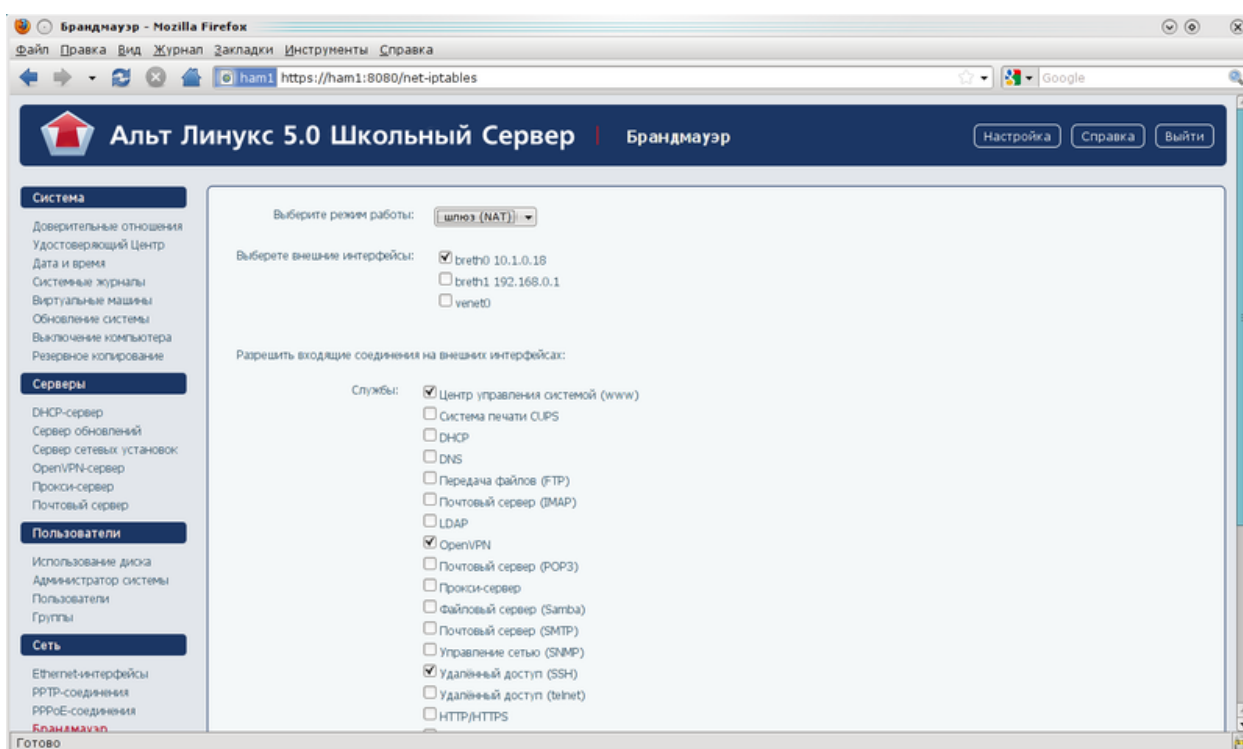 Брандмауэр - Mozilla Firefox
Файл Правка Вид Журнал Закладки Инструменты Справка
ham1 https://ham1:8080/net-iptables
Google
Альт Линукс 5.0 Школьный Сервер | Брандмауэр
Настройка Справка Выйти
Система
Доверительные отношения
Удостоверяющий Центр
Дата и время
Системные журналы
Виртуальные машины
Обновление системы
Выключение компьютера
Резервное копирование
Серверы
DHCP-сервер
Сервер обновлений
Сервер сетевых установок
OpenVPN-сервер
Прокси-сервер
Почтовый сервер
Пользователи
Использование диска
Администратор системы
Пользователи
Группы
Сеть
Ethernet-интерфейсы
PPTP-соединения
PPPoE-соединения
Брандмауэр
Выберите режим работы: шлюз (NAT)
Выберете внешние интерфейсы: breth0 10.1.0.18
breth1 192.168.0.1
venet0
Разрешить входящие соединения на внешних интерфейсах:
Службы: Центр управления системой (www)
Система печати CUPS
DHCP
DNS
Передача файлов (FTP)
Почтовый сервер (IMAP)
LDAP
OpenVPN
Почтовый сервер (POP3)
Прокси-сервер
Файловый сервер (Samba)
Почтовый сервер (SMTP)
Управление сетью (SNMP)
Удалённый доступ (SSH)
Удалённый доступ (telnet)
HTTP/HTTPS
Готово